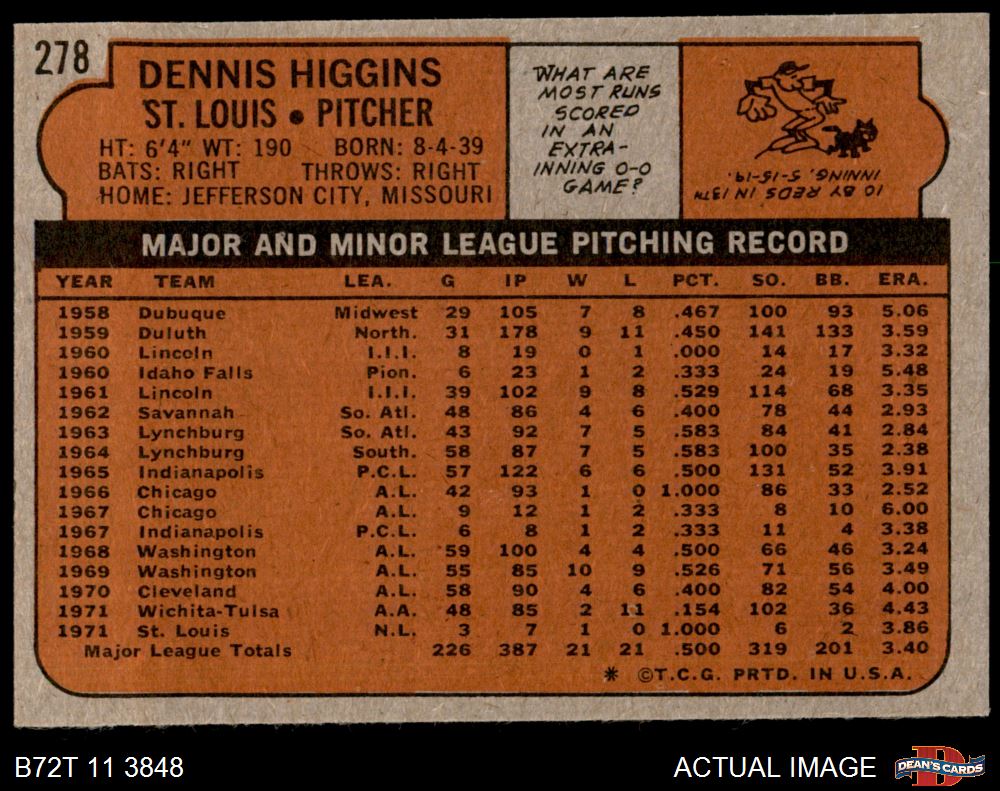 278
DENNIS HIGGINS
ST. LOUIS • PITCHER
HT: 6'4" WT: 190 BORN: 8-4-39
BATS: RIGHT THROWS: RIGHT
HOME: JEFFERSON CITY, MISSOURI
WHAT ARE
MOST RUNS
SCORED
IN AN
EXTRA-
INNING 0-0
GAME?
10 BY REDS IN 13TH
INNING, 5-15-19.
MAJOR AND MINOR LEAGUE PITCHING RECORD
YEAR TEAM LEA. G IP W L PCT. SO. BB. ERA.
1958 Dubuque Midwest 29 105 7 8 .467 100 93 5.06
1959 Duluth North. 31 178 9 11 .450 141 133 3.59
1960 Lincoln I.I.I. 8 19 0 1 .000 14 17 3.32
1960 Idaho Falls Pion. 6 23 1 2 .333 24 19 5.48
1961 Lincoln I.I.I. 39 102 9 8 .529 114 68 3.35
1962 Savannah So. Atl. 48 86 4 6 .400 78 44 2.93
1963 Lynchburg So. Atl. 43 92 7 5 .583 84 41 2.84
1964 Lynchburg South. 58 87 7 5 .583 100 35 2.38
1965 Indianapolis P.C.L. 57 122 6 6 .500 131 52 3.91
1966 Chicago A.L. 42 93 1 0 1.000 86 33 2.52
1967 Chicago A.L. 9 12 1 2 .333 8 10 6.00
1967 Indianapolis P.C.L. 6 8 1 2 .333 11 4 3.38
1968 Washington A.L. 59 100 4 4 .500 66 46 3.24
1969 Washington A.L. 55 85 10 9 .526 71 56 3.49
1970 Cleveland A.L. 58 90 4 6 .400 82 54 4.00
1971 Wichita-Tulsa A.A. 48 85 2 11 .154 102 36 4.43
1971 St. Louis N.L. 3 7 1 0 1.000 6 2 3.86
Major League Totals 226 387 21 21 .500 319 201 3.40
* ©T.C.G. PRTD. IN U.S.A.
B72T 11 3848
ACTUAL IMAGE
DEAN'S CARDS